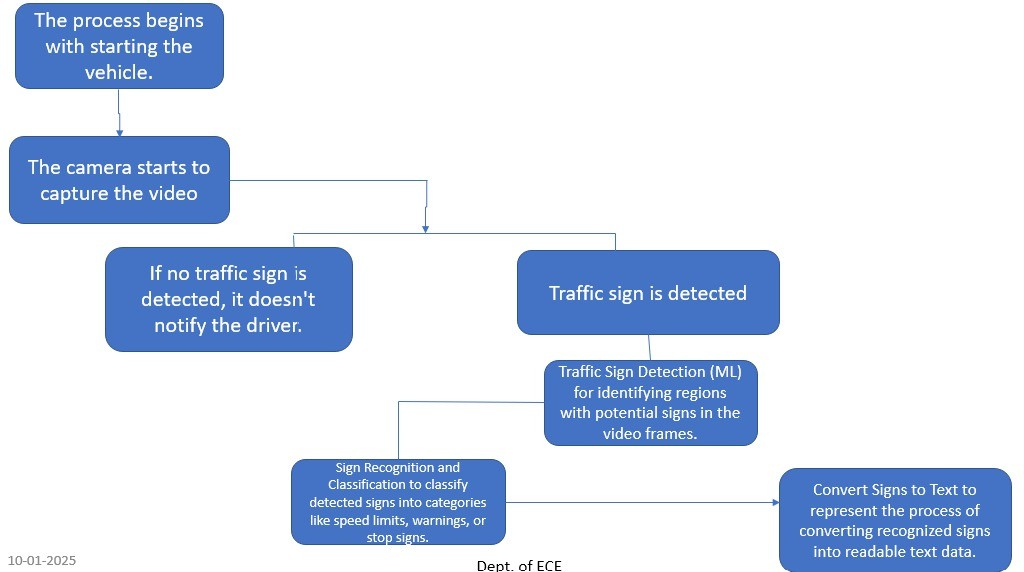 The process begins
with starting the
vehicle.
The camera starts to
capture the video
If no traffic sign is
detected, it doesn't
notify the driver.
Traffic sign is detected
Traffic Sign Detection (ML)
for identifying regions
with potential signs in the
video frames.
Sign Recognition and
Classification to classify
detected signs into categories
like speed limits, warnings, or
stop signs.
Convert Signs to Text to
represent the process of
converting recognized signs
into readable text data.
10-01-2025
Dept. of ECE